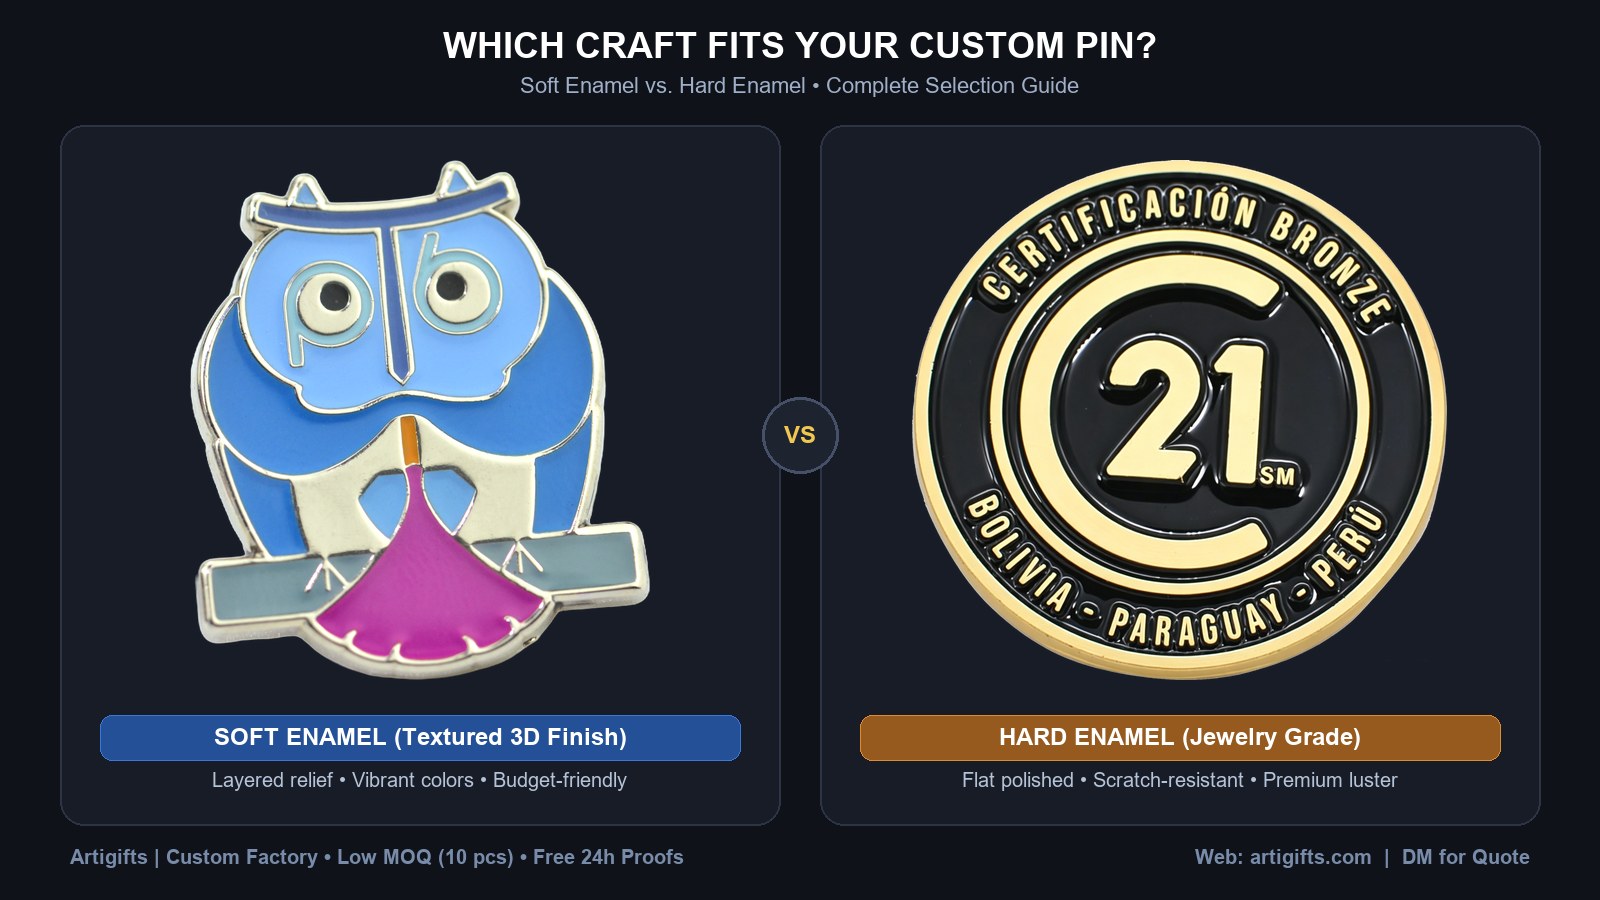 WHICH CRAFT FITS YOUR CUSTOM PIN?
Soft Enamel vs. Hard Enamel • Complete Selection Guide
p b
VS
CERTIFICACIÓN BRONZE
C
21
SM
BOLIVIA - PARAGUAY - PERÚ
SOFT ENAMEL (Textured 3D Finish)
Layered relief • Vibrant colors • Budget-friendly
HARD ENAMEL (Jewelry Grade)
Flat polished • Scratch-resistant • Premium luster
Artigifts | Custom Factory • Low MOQ (10 pcs) • Free 24h Proofs
Web: artigifts.com | DM for Quote